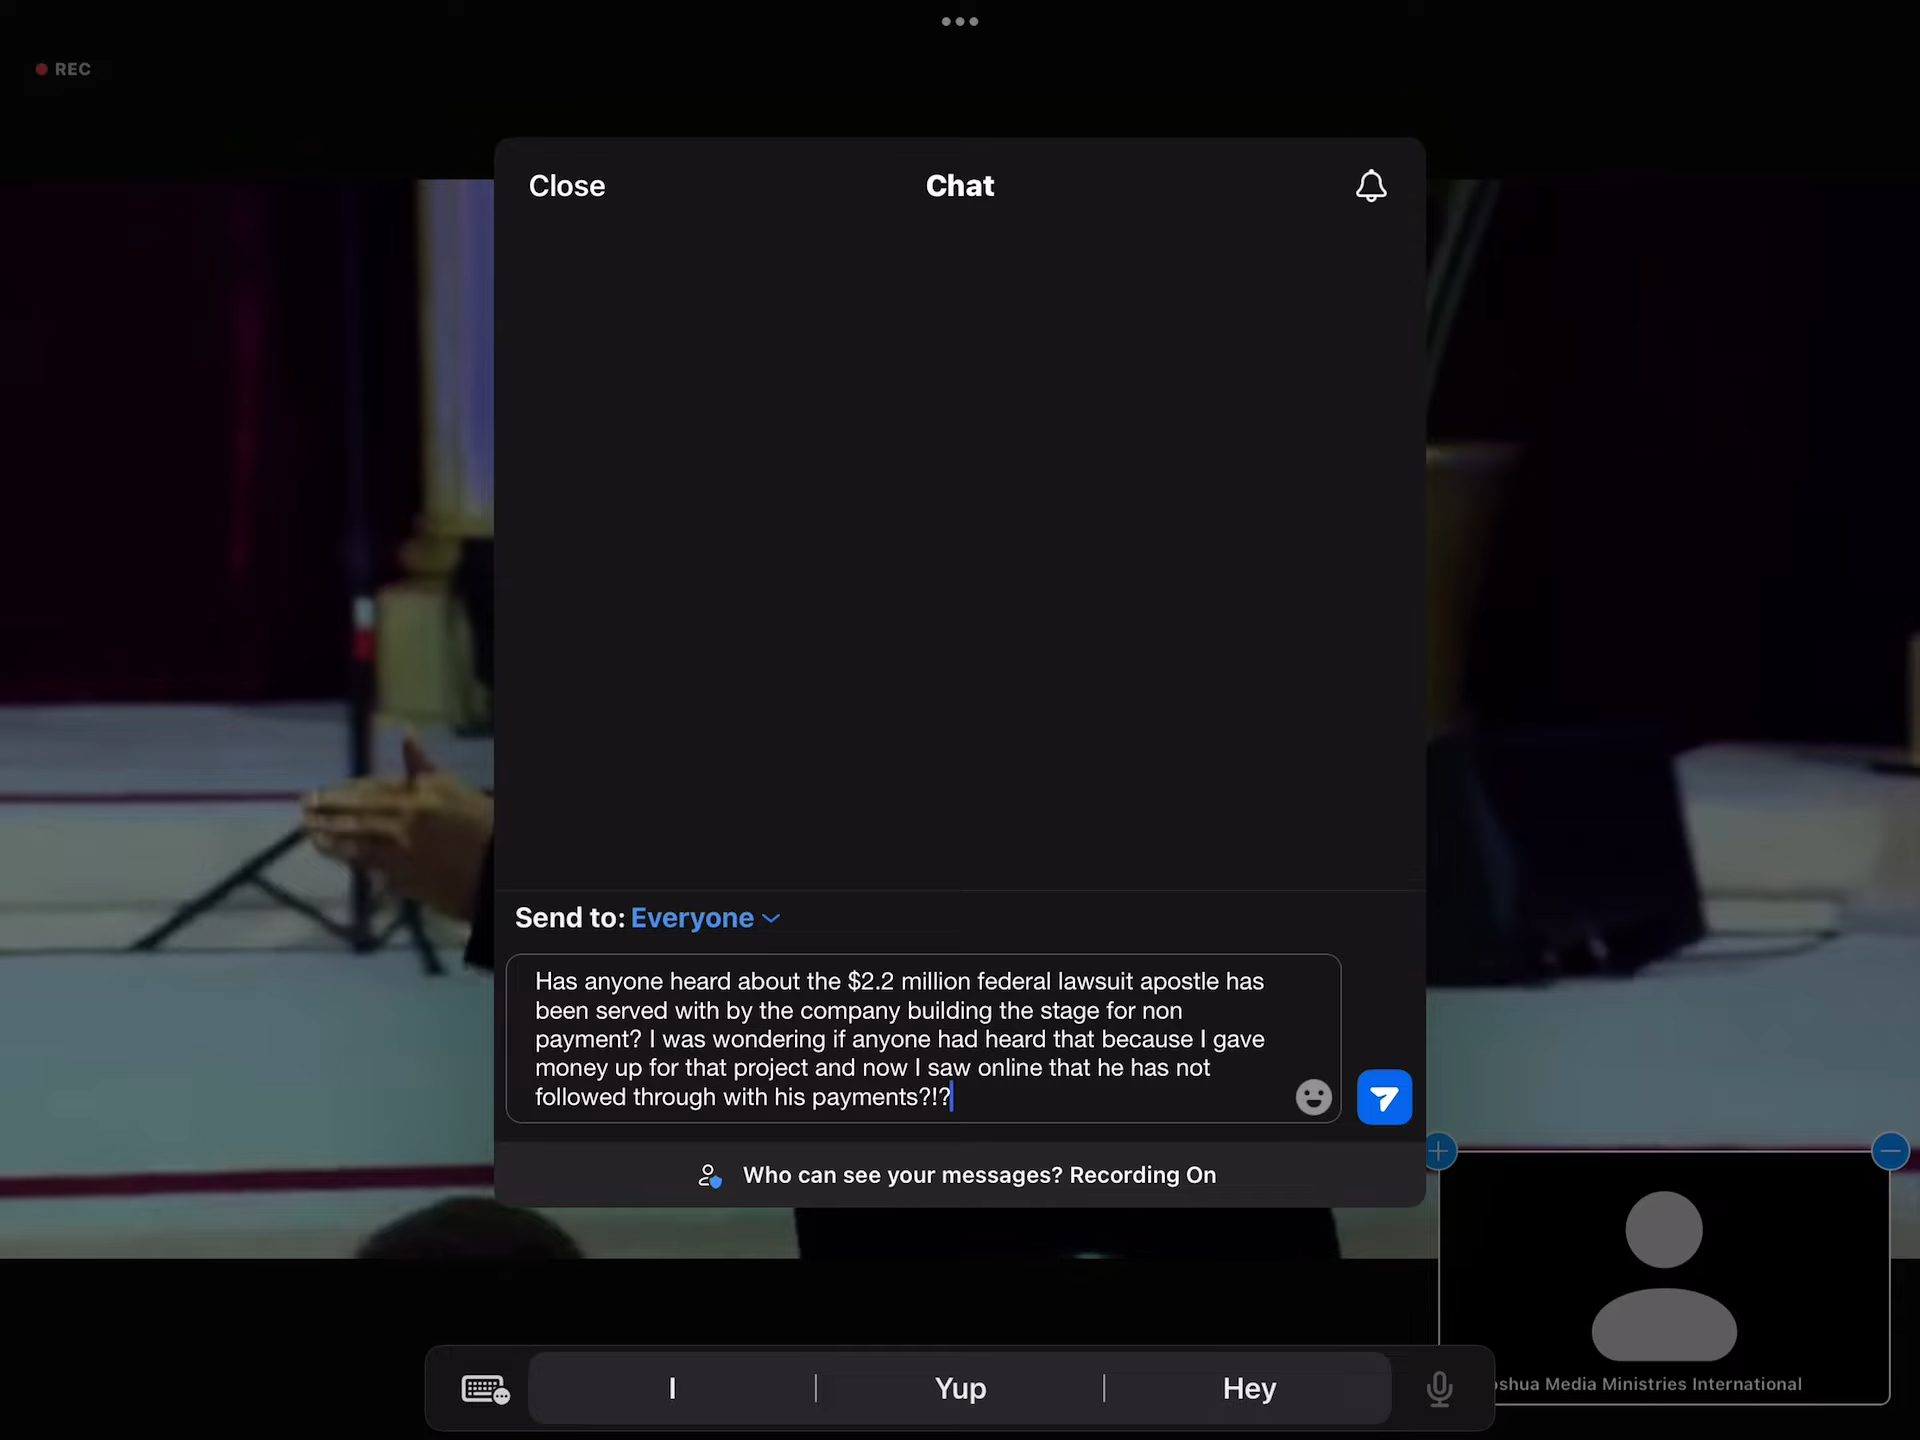 REC
Close
Chat
Send to: Everyone
Has anyone heard about the $2.2 million federal lawsuit apostle has
been served with by the company building the stage for non
payment? I was wondering if anyone had heard that because I gave
money up for that project and now I saw online that he has not
followed through with his payments?!?
Who can see your messages? Recording On
shua Media Ministries International
I
Yup
Hey